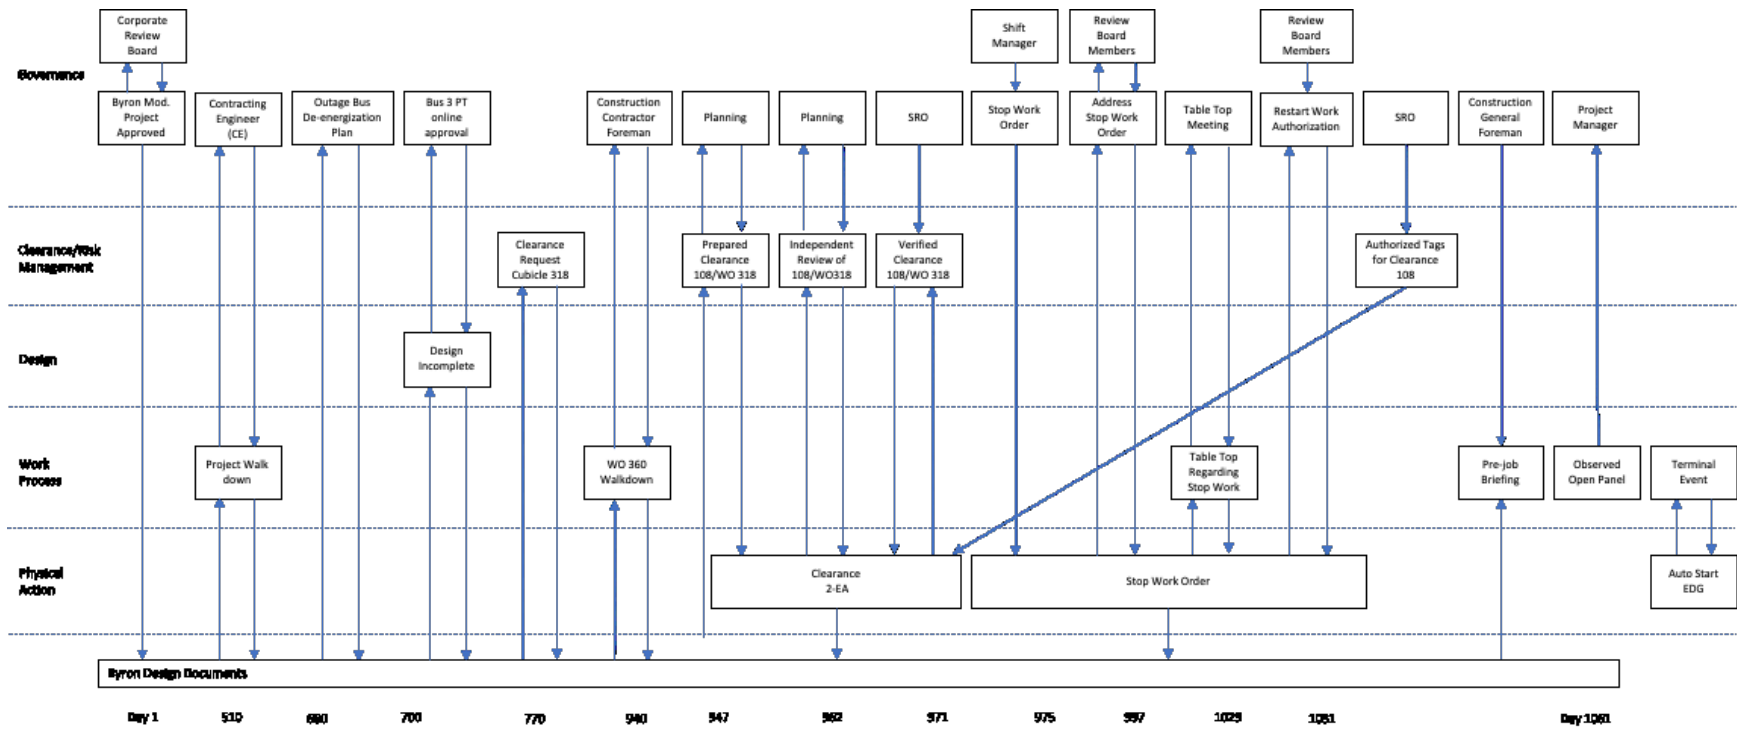 Corporate
Review
Board
Shift
Manager
Review
Board
Members
Review
Board
Members
Governance
Byron Mod.
Project
Approved
Contracting
Engineer
(CE)
Outage Bus
De-energization
Plan
Bus 3 PT
online
approval
Construction
Contractor
Foreman
Planning
Planning
SRO
Stop Work
Order
Address
Stop Work
Order
Table Top
Meeting
Restart Work
Authorization
SRO
Construction
General
Foreman
Project
Manager
Clearance/Risk
Management
Clearance
Request
Cubicle 318
Prepared
Clearance
108/WO 318
Independent
Review of
108/WO318
Verified
Clearance
108/WO 318
Authorized Tags
for Clearance
108
Design
Design
Incomplete
Work
Process
Project Walk
down
WO 360
Walkdown
Table Top
Regarding
Stop Work
Pre-job
Briefing
Observed
Open Panel
Terminal
Event
Physical
Action
Clearance
2-EA
Stop Work Order
Auto Start
EDG
Byron Design Documents
Day 1
510
700
770
940
947
962
971
975
997
1029